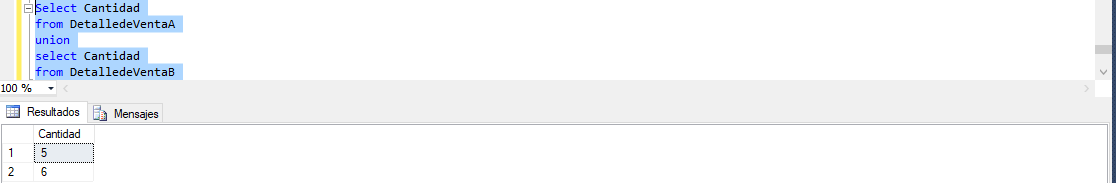 Select Cantidad
from DetalledeVentaA
union
select Cantidad
from DetalledeVentaB
100 %
Resultados Mensajes
Cantidad
1 5
2 6